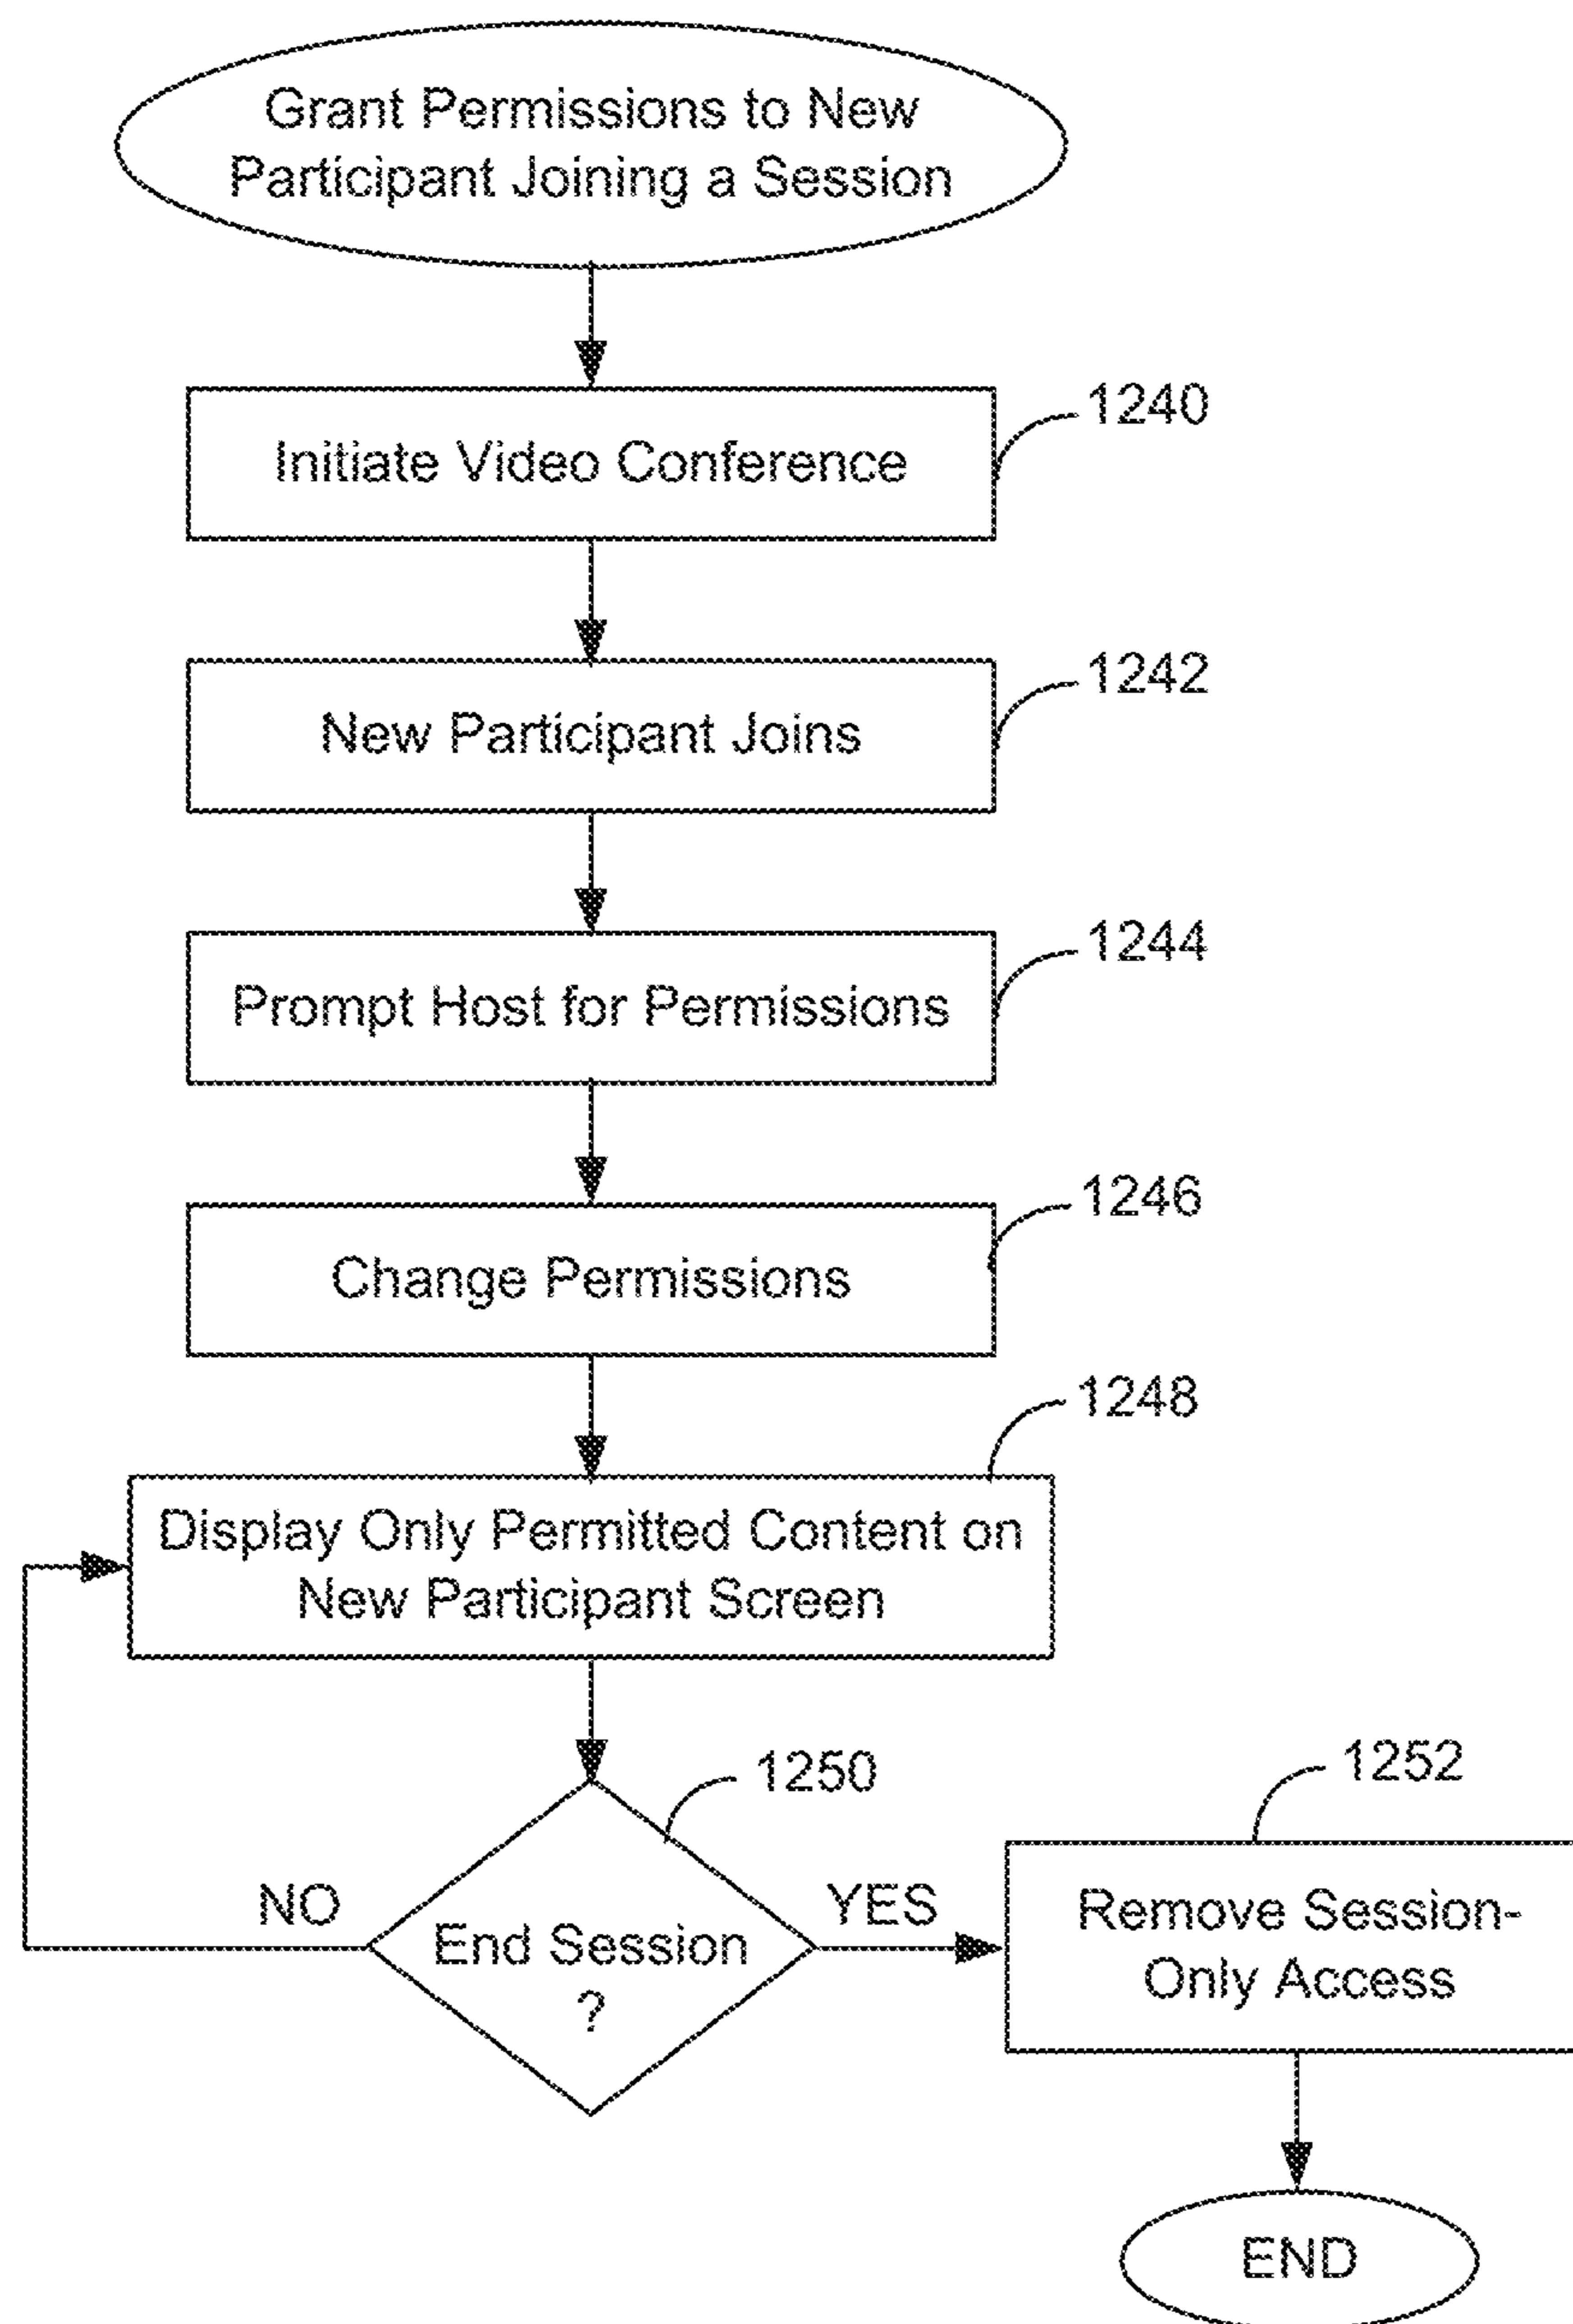 Grant Permissions to New
Participant Joining a Session
1240
Initiate Video Conference
1242
New Participant Joins
1244
Prompt Host for Permissions
1246
Change Permissions
1248
Display Only Permitted Content on
New Participant Screen
1250
1252
NO
YES
End Session
?
Remove Session-
Only Access
END